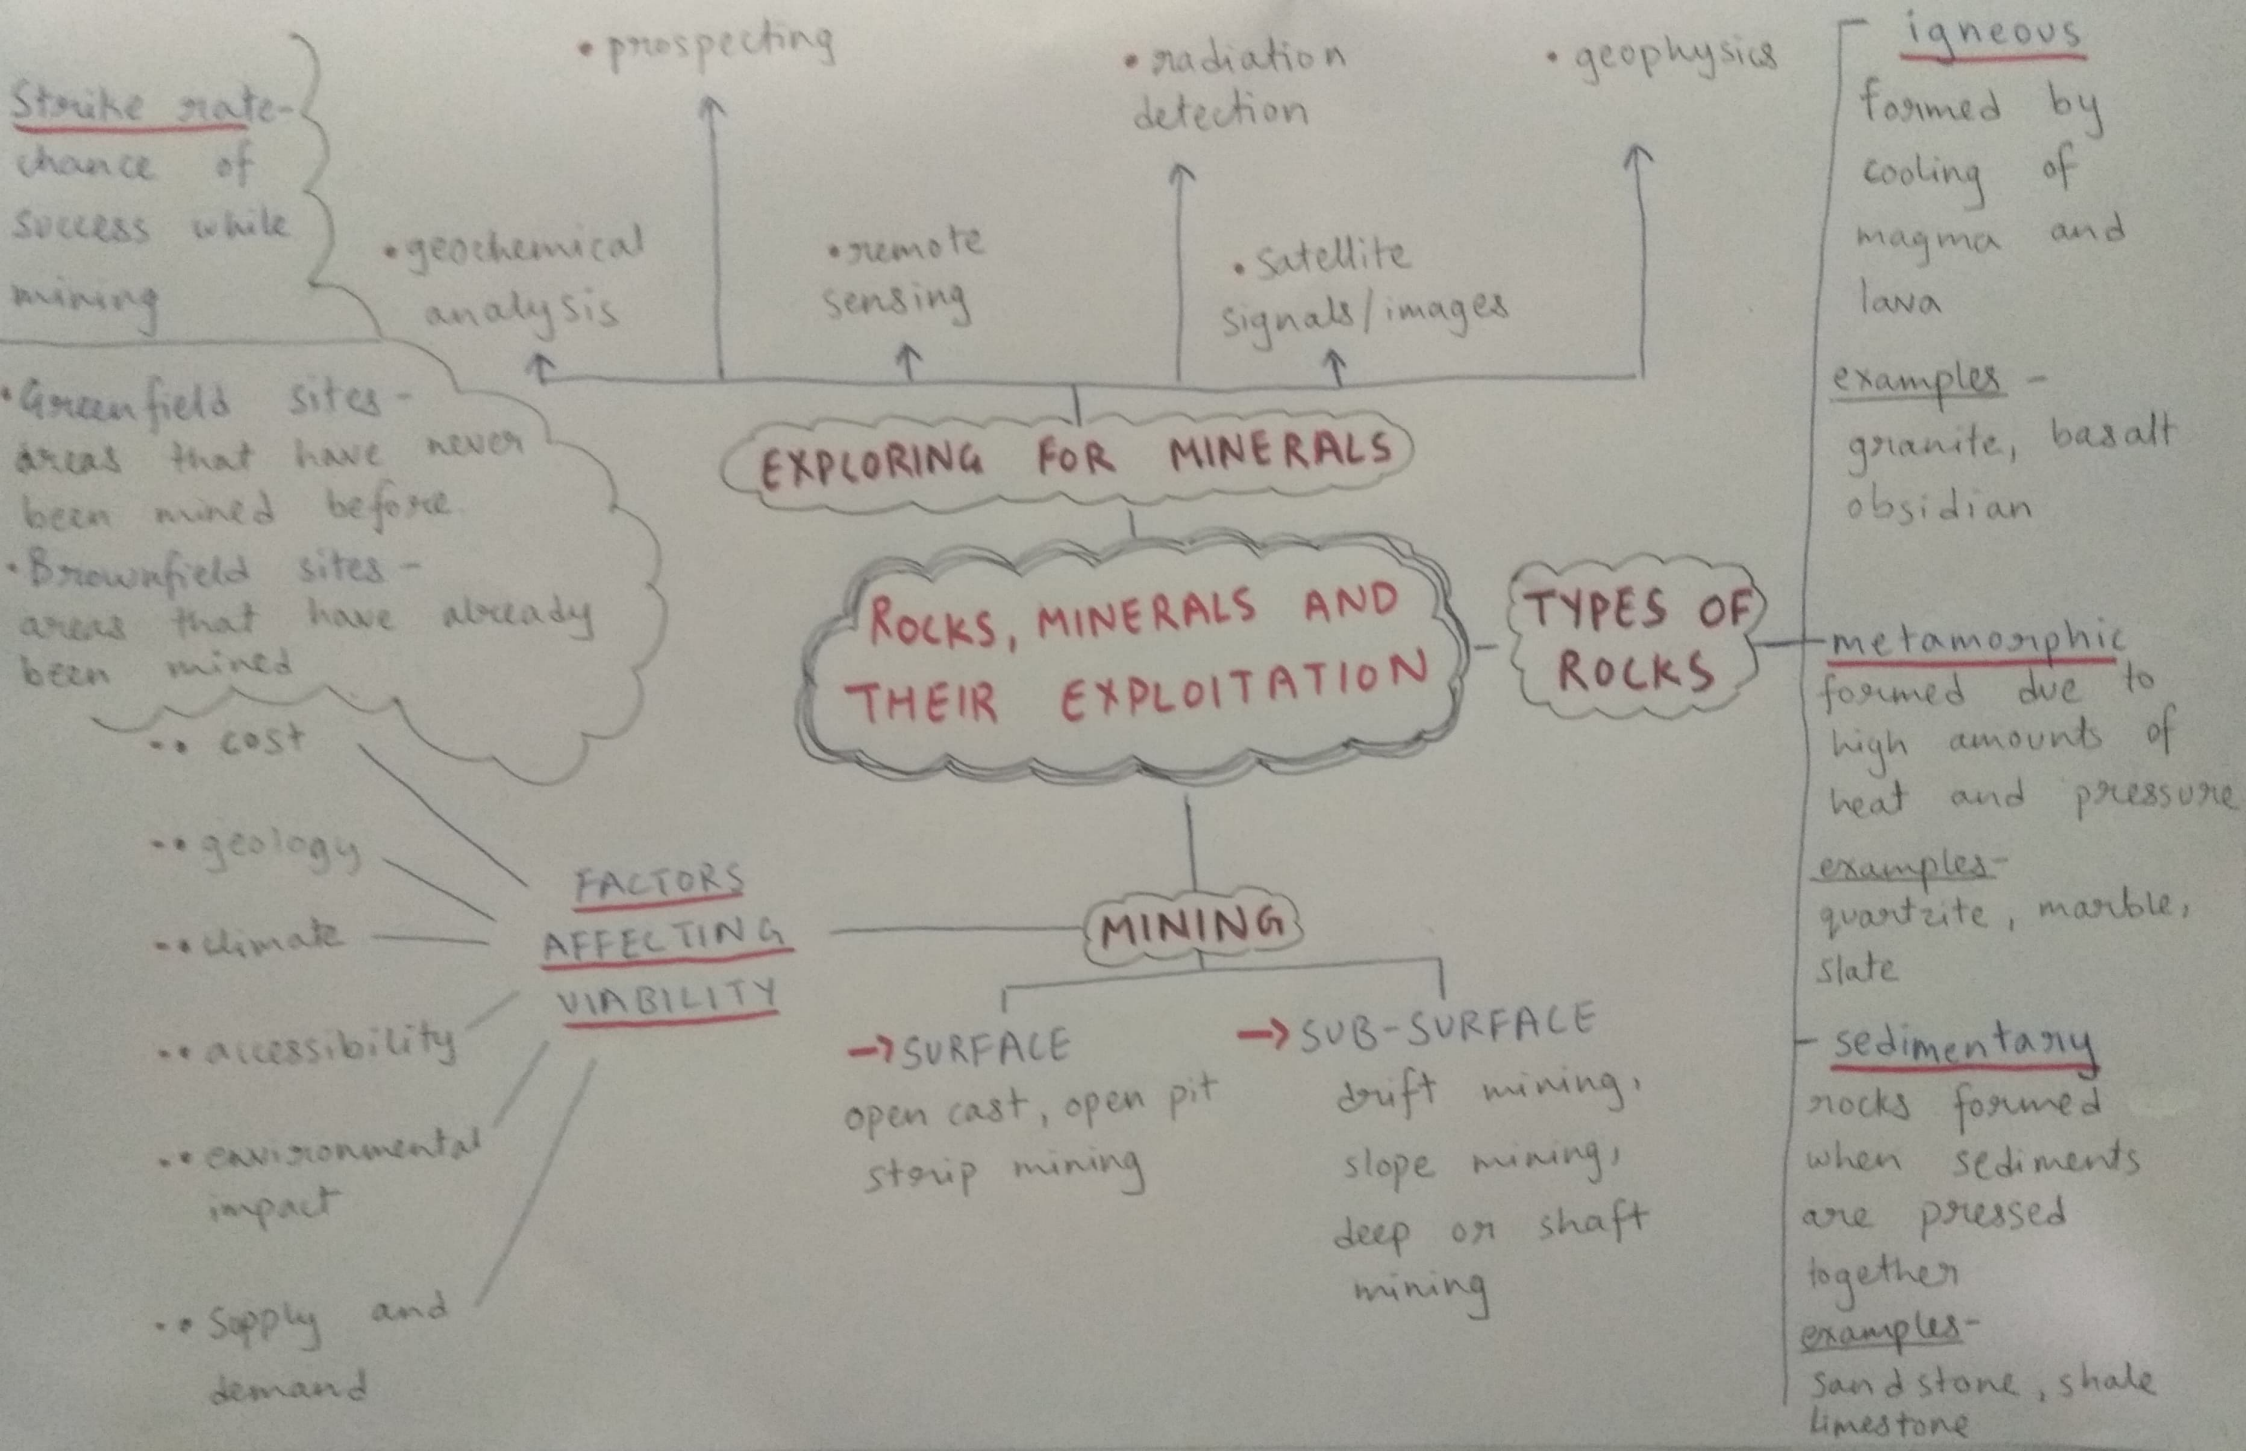 Strike rate-
chance of
success while
mining
• Greenfield sites-
areas that have never
been mined before.
• Brownfield sites-
areas that have already
been mined
• prospecting
• radiation
detection
• geophysics
• geochemical
analysis
• remote
sensing
• satellite
signals/images
EXPLORING FOR MINERALS
ROCKS, MINERALS AND
THEIR EXPLOITATION
TYPES OF
ROCKS
igneous
formed by
cooling of
magma and
lava
examples -
granite, basalt
obsidian
metamorphic
formed due to
high amounts of
heat and pressure
examples-
quartzite, marble,
slate
sedimentary
rocks formed
when sediments
are pressed
together
examples-
sandstone, shale
limestone
MINING
→ SURFACE
open cast, open pit
strip mining
→ SUB-SURFACE
drift mining,
slope mining,
deep or shaft
mining
FACTORS
AFFECTING
VIABILITY
•• cost
•• geology
•• climate
•• accessibility
•• environmental
impact
•• supply and
demand